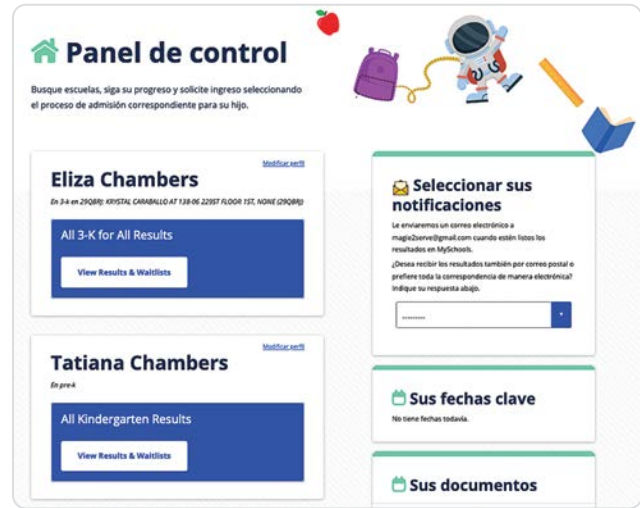 Panel de control
Busque escuelas, siga su progreso y solicite ingreso seleccionando
el proceso de admisión correspondiente para su hijo.
Modificar perfil
Eliza Chambers
En 3-k en 29QBRJ: KRYSTAL CARABALLO AT 138-06 225ST FLOOR 1ST, NONE (29QBRJ)
All 3-K for All Results
View Results & Waitlists
Modificar perfil
Tatiana Chambers
En pre-k
All Kindergarten Results
View Results & Waitlists
Seleccionar sus
notificaciones
Le enviaremos un correo electrónico a
magie2serve@gmail.com cuando estén listos los
resultados en MySchools.
¿Desea recibir los resultados también por correo postal o
prefiere toda la correspondencia de manera electrónica?
Indique su respuesta abajo.
---------
Sus fechas clave
No tiene fechas todavía.
Sus documentos